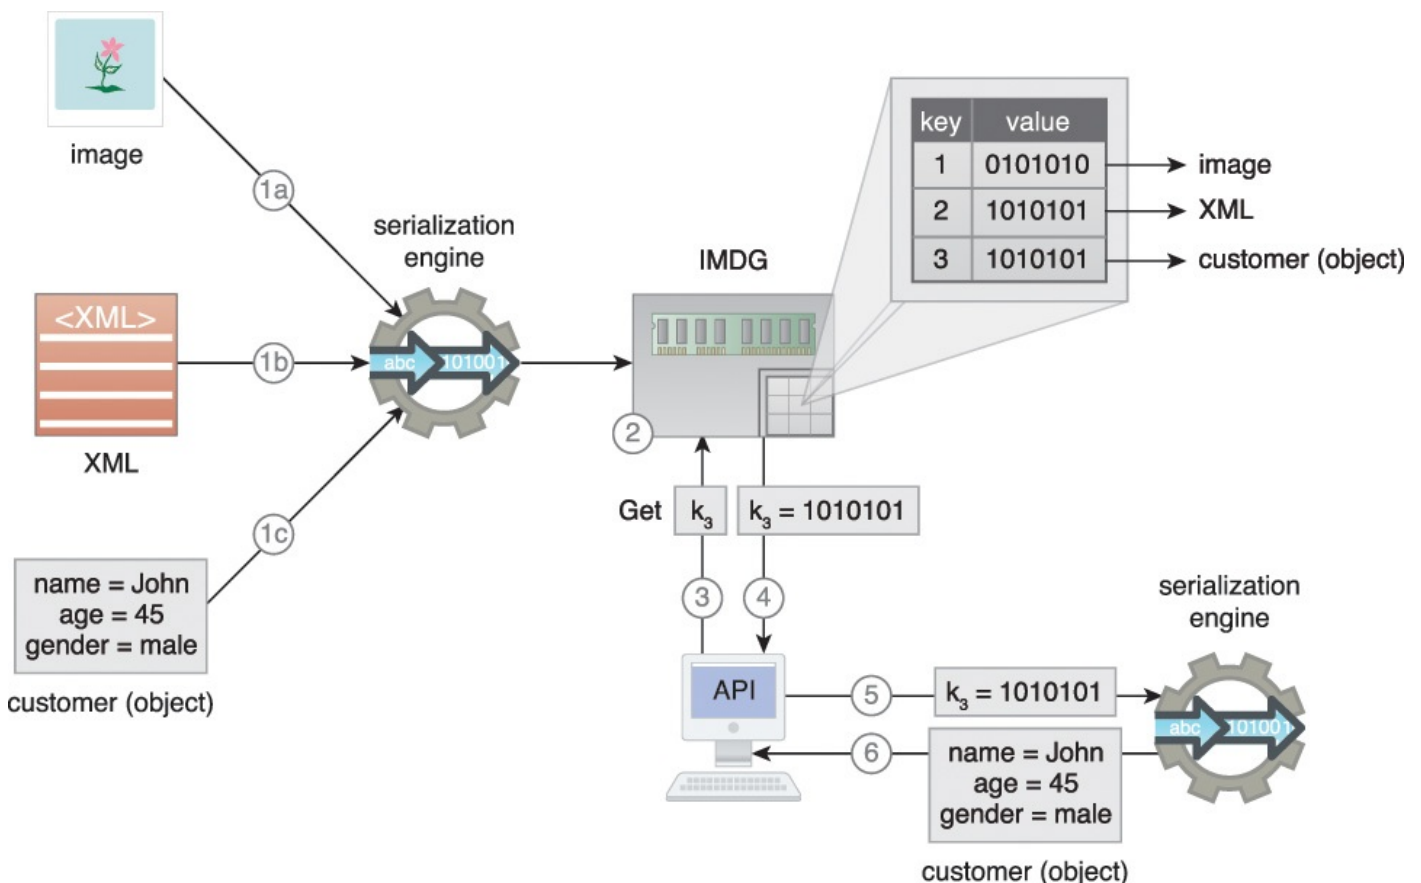 image
1a
serialization
engine
<XML>
XML
1b
abc
101001
name = John
age = 45
gender = male
customer (object)
1c
IMDG
2
key value
1 0101010
image
2 1010101
XML
3 1010101
customer (object)
Get
k3
k3 = 1010101
3
4
API
5
k3 = 1010101
serialization
engine
abc
101001
6
name = John
age = 45
gender = male
customer (object)